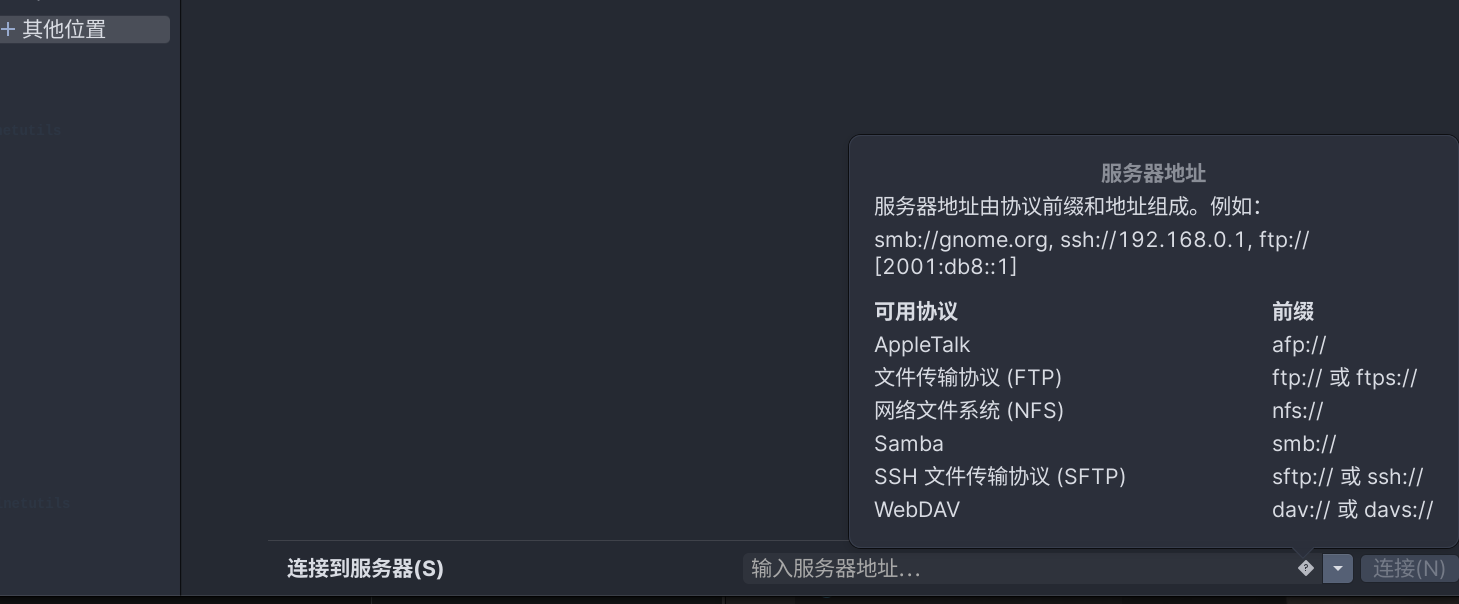 其他位置
服务器地址
服务器地址由协议前缀和地址组成。例如：
smb://gnome.org, ssh://192.168.0.1, ftp://
[2001:db8::1]
可用协议 前缀
AppleTalk afp://
文件传输协议 (FTP) ftp:// 或 ftps://
网络文件系统 (NFS) nfs://
Samba smb://
SSH 文件传输协议 (SFTP) sftp:// 或 ssh://
WebDAV dav:// 或 davs://
连接到服务器(S) 输入服务器地址… 连接(N)